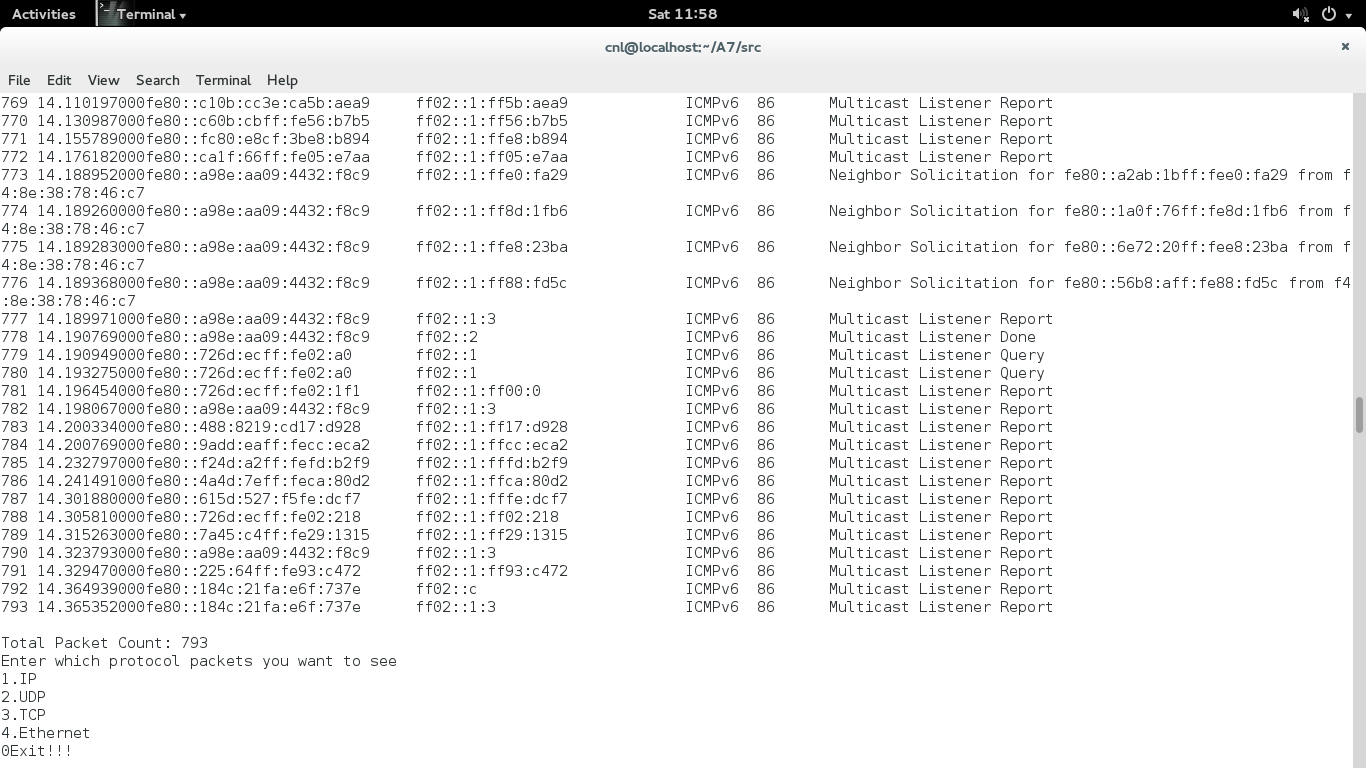 Activities Terminal Sat 11:58
cnl@localhost:~/A7/src ×
File Edit View Search Terminal Help
769 14.110197000fe80::c10b:cc3e:ca5b:aea9 ff02::1:ff5b:aea9 ICMPv6 86 Multicast Listener Report
770 14.130987000fe80::c60b:cbff:fe56:b7b5 ff02::1:ff56:b7b5 ICMPv6 86 Multicast Listener Report
771 14.155789000fe80::fc80:e8cf:3be8:b894 ff02::1:ffe8:b894 ICMPv6 86 Multicast Listener Report
772 14.176182000fe80::ca1f:66ff:fe05:e7aa ff02::1:ff05:e7aa ICMPv6 86 Multicast Listener Report
773 14.188952000fe80::a98e:aa09:4432:f8c9 ff02::1:ffe0:fa29 ICMPv6 86 Neighbor Solicitation for fe80::a2ab:1bff:fee0:fa29 from f
4:8e:38:78:46:c7
774 14.189260000fe80::a98e:aa09:4432:f8c9 ff02::1:ff8d:1fb6 ICMPv6 86 Neighbor Solicitation for fe80::1a0f:76ff:fe8d:1fb6 from f
4:8e:38:78:46:c7
775 14.189283000fe80::a98e:aa09:4432:f8c9 ff02::1:ffe8:23ba ICMPv6 86 Neighbor Solicitation for fe80::6e72:20ff:fee8:23ba from f
4:8e:38:78:46:c7
776 14.189368000fe80::a98e:aa09:4432:f8c9 ff02::1:ff88:fd5c ICMPv6 86 Neighbor Solicitation for fe80::56b8:aff:fe88:fd5c from f4
:8e:38:78:46:c7
777 14.189971000fe80::a98e:aa09:4432:f8c9 ff02::1:3 ICMPv6 86 Multicast Listener Report
778 14.190769000fe80::a98e:aa09:4432:f8c9 ff02::2 ICMPv6 86 Multicast Listener Done
779 14.190949000fe80::726d:ecff:fe02:a0 ff02::1 ICMPv6 86 Multicast Listener Query
780 14.193275000fe80::726d:ecff:fe02:a0 ff02::1 ICMPv6 86 Multicast Listener Query
781 14.196454000fe80::726d:ecff:fe02:1f1 ff02::1:ff00:0 ICMPv6 86 Multicast Listener Report
782 14.198067000fe80::a98e:aa09:4432:f8c9 ff02::1:3 ICMPv6 86 Multicast Listener Report
783 14.200334000fe80::488:8219:cd17:d928 ff02::1:ff17:d928 ICMPv6 86 Multicast Listener Report
784 14.200769000fe80::9add:eaff:fecc:eca2 ff02::1:ffcc:eca2 ICMPv6 86 Multicast Listener Report
785 14.232797000fe80::f24d:a2ff:fefd:b2f9 ff02::1:fffd:b2f9 ICMPv6 86 Multicast Listener Report
786 14.241491000fe80::4a4d:7eff:feca:80d2 ff02::1:ffca:80d2 ICMPv6 86 Multicast Listener Report
787 14.301880000fe80::615d:527:f5fe:dcf7 ff02::1:fffe:dcf7 ICMPv6 86 Multicast Listener Report
788 14.305810000fe80::726d:ecff:fe02:218 ff02::1:ff02:218 ICMPv6 86 Multicast Listener Report
789 14.315263000fe80::7a45:c4ff:fe29:1315 ff02::1:ff29:1315 ICMPv6 86 Multicast Listener Report
790 14.323793000fe80::a98e:aa09:4432:f8c9 ff02::1:3 ICMPv6 86 Multicast Listener Report
791 14.329470000fe80::225:64ff:fe93:c472 ff02::1:ff93:c472 ICMPv6 86 Multicast Listener Report
792 14.364939000fe80::184c:21fa:e6f:737e ff02::c ICMPv6 86 Multicast Listener Report
793 14.365352000fe80::184c:21fa:e6f:737e ff02::1:3 ICMPv6 86 Multicast Listener Report
Total Packet Count: 793
Enter which protocol packets you want to see
1.IP
2.UDP
3.TCP
4.Ethernet
0Exit!!!